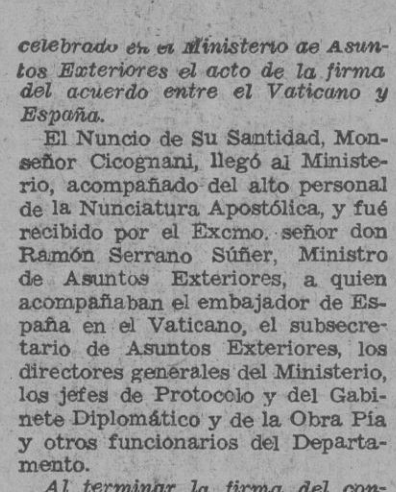 celebrado en el Ministerio de Asun-
tos Exteriores el acto de la firma
del acuerdo entre el Vaticano y
España.
El Nuncio de Su Santidad, Mon-
señor Cicognani, llegó al Ministe-
rio, acompañado del alto personal
de la Nunciatura Apostólica, y fué
recibido por el Excmo. señor don
Ramón Serrano Súñer, Ministro
de Asuntos Exteriores, a quien
acompañaban el embajador de Es-
paña en el Vaticano, el subsecre-
tario de Asuntos Exteriores, los
directores generales del Ministerio,
los jefes de Protocolo y del Gabi-
nete Diplomático y de la Obra Pía
y otros funcionarios del Departa-
mento.
Al terminar la firma del con-